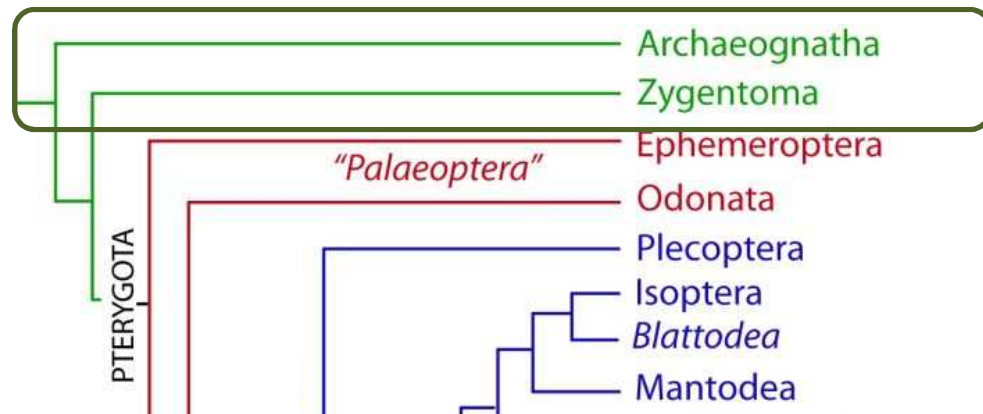 Archaeognatha
Zygentoma
Ephemeroptera
“Palaeoptera”
Odonata
PTERYGOTA
Plecoptera
Isoptera
Blattodea
Mantodea